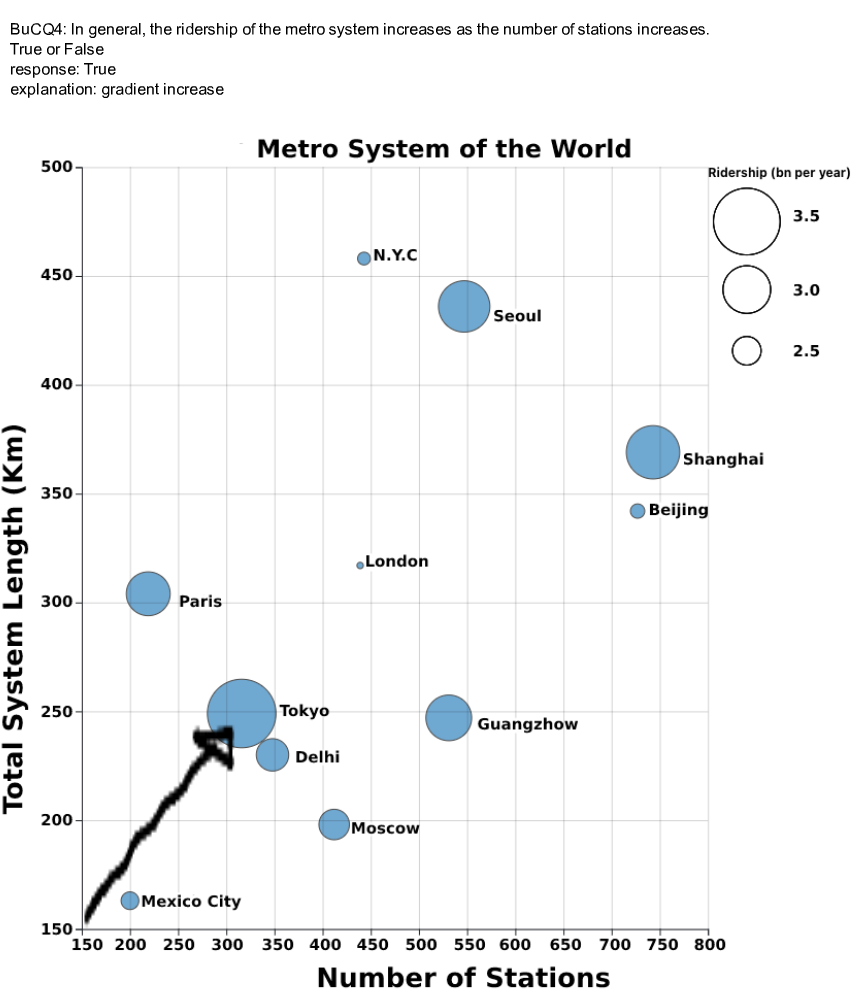 BuCQ4: In general, the ridership of the metro system increases as the number of stations increases.
True or False
response: True
explanation: gradient increase
Metro System of the World
Ridership (bn per year)
3.5
3.0
2.5
500
450
400
350
300
250
200
150
Total System Length (Km)
N.Y.C
Seoul
Shanghai
Beijing
London
Paris
Tokyo
Guangzhow
Delhi
Moscow
Mexico City
150 200 250 300 350 400 450 500 550 600 650 700 750 800
Number of Stations